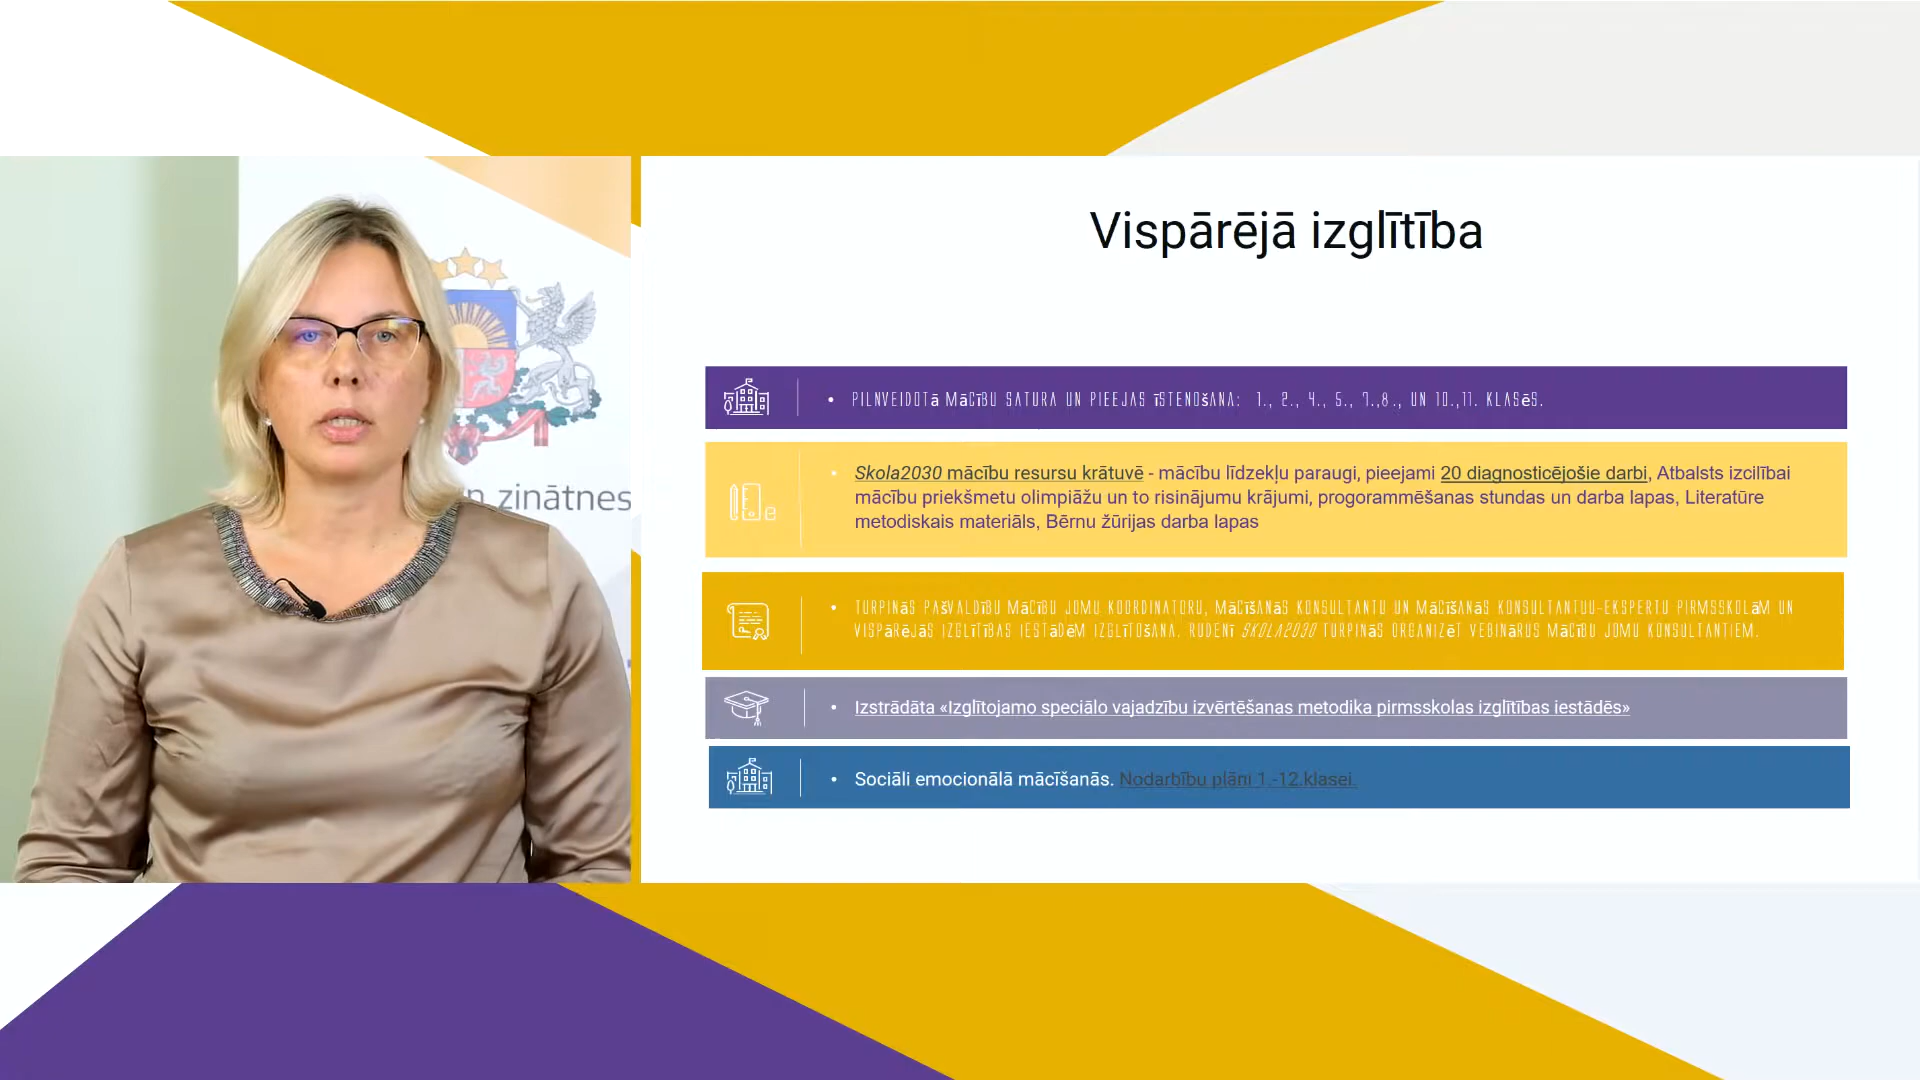 n zinātnes
Vispārējā izglītība
• PILNVEIDOTā MāCīBU SATURA UN PIEEJAS īSTENOšANA: 1., 2., 4., 5., 7.,8., UN 10.,11. KLASēS.
• Skola2030 mācību resursu krātuvē - mācību līdzekļu paraugi, pieejami 20 diagnosticējošie darbi, Atbalsts izcilībai
mācību priekšmetu olimpiāžu un to risinājumu krājumi, progorammēšanas stundas un darba lapas, Literatūre
metodiskais materiāls, Bērnu žūrijas darba lapas
• TURPINāS PAšVALDīBU MāCīBU JOMU KOORDINATORU, MāCīšANāS KONSULTANTU UN MāCīšANāS KONSULTANTUU-EKSPERTU PIRMSSKOLāM UN
VISPāRēJāS IZGLīTīBAS IESTāDēM IZGLīTOšANA. RUDENī SKOLA2030 TURPINāS ORGANIZēT VEBINāRUS MāCīBU JOMU KONSULTANTIEM.
• Izstrādāta «Izglītojamo speciālo vajadzību izvērtēšanas metodika pirmsskolas izglītības iestādēs»
• Sociāli emocionālā mācīšanās. Nodarbību plāni 1.-12.klasei.